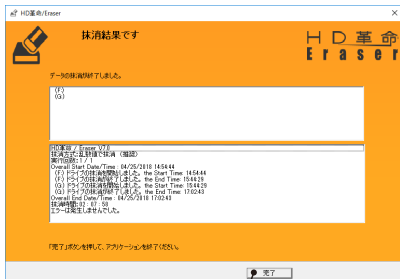 HD革命/Eraser
抹消結果です
HD革命
Eraser
データの抹消が終了しました。
(F:)
(G:)
HD革命 / Eraser V7.0
抹消方式:乱数値で抹消 (推奨)
実行回数:1 / 1
Overall Start Date/Time : 04/25/2018 14:54:44
(F:) ドライブの抹消を開始しました。 the Start Time: 14:54:44
(F:) ドライブの抹消が終了しました。 the End Time: 15:44:29
(G:) ドライブの抹消を開始しました。 the Start Time: 15:44:29
(G:) ドライブの抹消が終了しました。 the End Time: 17:02:43
Overall End Date/Time : 04/25/2018 17:02:43
抹消時間:02 : 07 : 58
エラーは発生しませんでした。
「完了」ボタンを押して、アプリケーションを終了ください。
完了